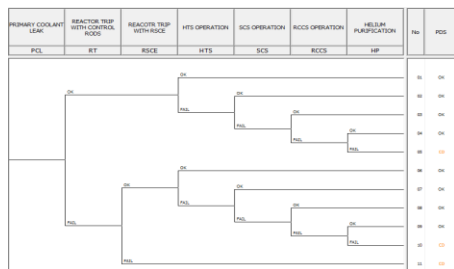 PRIMARY COOLANT LEAK
REACTOR TRIP WITH CONTROL RODS
REACOTR TRIP WITH RSCE
HTS OPERATION
SCS OPERATION
RCCS OPERATION
HELIUM PURIFICATION
No
PDS
PCL
RT
RSCE
HTS
SCS
RCCS
HP
OK
01 OK
OK
OK
02 OK
FAIL
OK
03 OK
FAIL
OK
04 OK
FAIL
FAIL
05 CD
OK
06 OK
OK
OK
07 OK
FAIL
OK
08 OK
FAIL
FAIL
OK
09 OK
FAIL
FAIL
10 CD
FAIL
11 CD